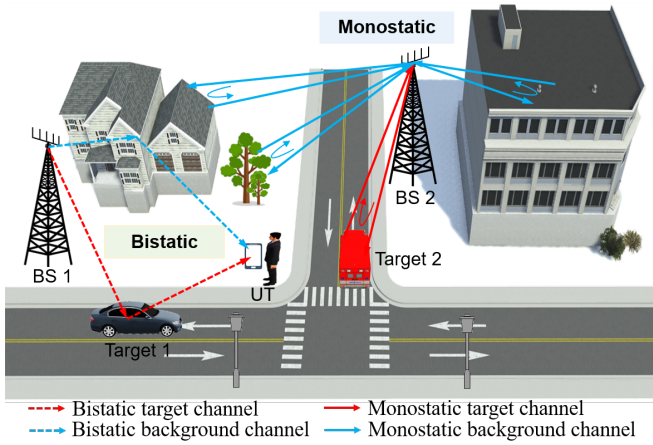 Monostatic
Bistatic
BS 1
BS 2
Target 2
UT
Target 1
Bistatic target channel
Monostatic target channel
Bistatic background channel
Monostatic background channel